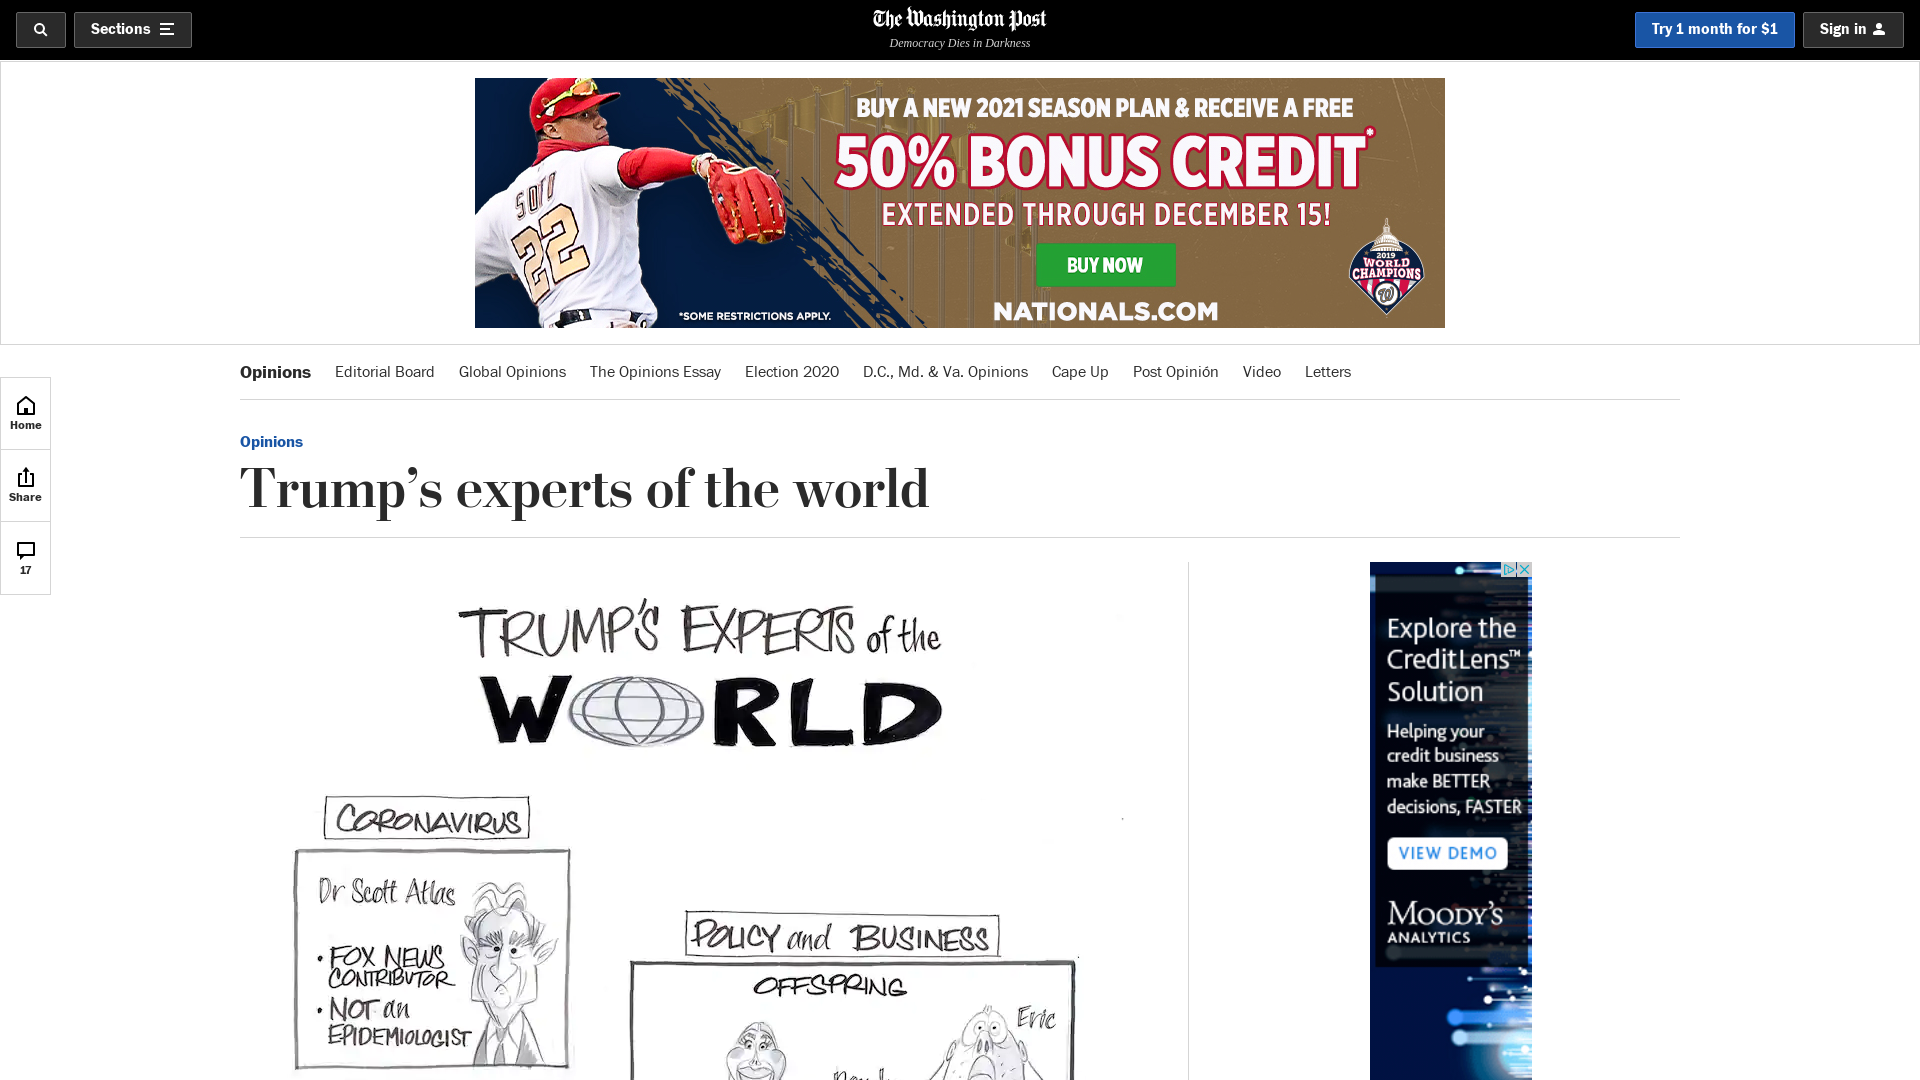 Sections
The Washington Post
Democracy Dies in Darkness
Try 1 month for $1
Sign in
BUY A NEW 2021 SEASON PLAN & RECEIVE A FREE
50% BONUS CREDIT*
EXTENDED THROUGH DECEMBER 15!
BUY NOW
NATIONALS.COM
*SOME RESTRICTIONS APPLY.
22
2019
WORLD
CHAMPIONS
W
Opinions Editorial Board Global Opinions The Opinions Essay Election 2020 D.C., Md. & Va. Opinions Cape Up Post Opinión Video Letters
Home
Share
17
Opinions
Trump’s experts of the world
TRUMP'S EXPERTS of the
WORLD
CORONAVIRUS
Dr Scott Atlas
• FOX NEWS
CONTRIBUTOR
• NOT an
EPIDEMIOLOGIST
POLICY and BUSINESS
OFFSPRING
Eric
Explore the
CreditLens™
Solution
Helping your
credit business
make BETTER
decisions, FASTER
VIEW DEMO
MOODY'S
ANALYTICS